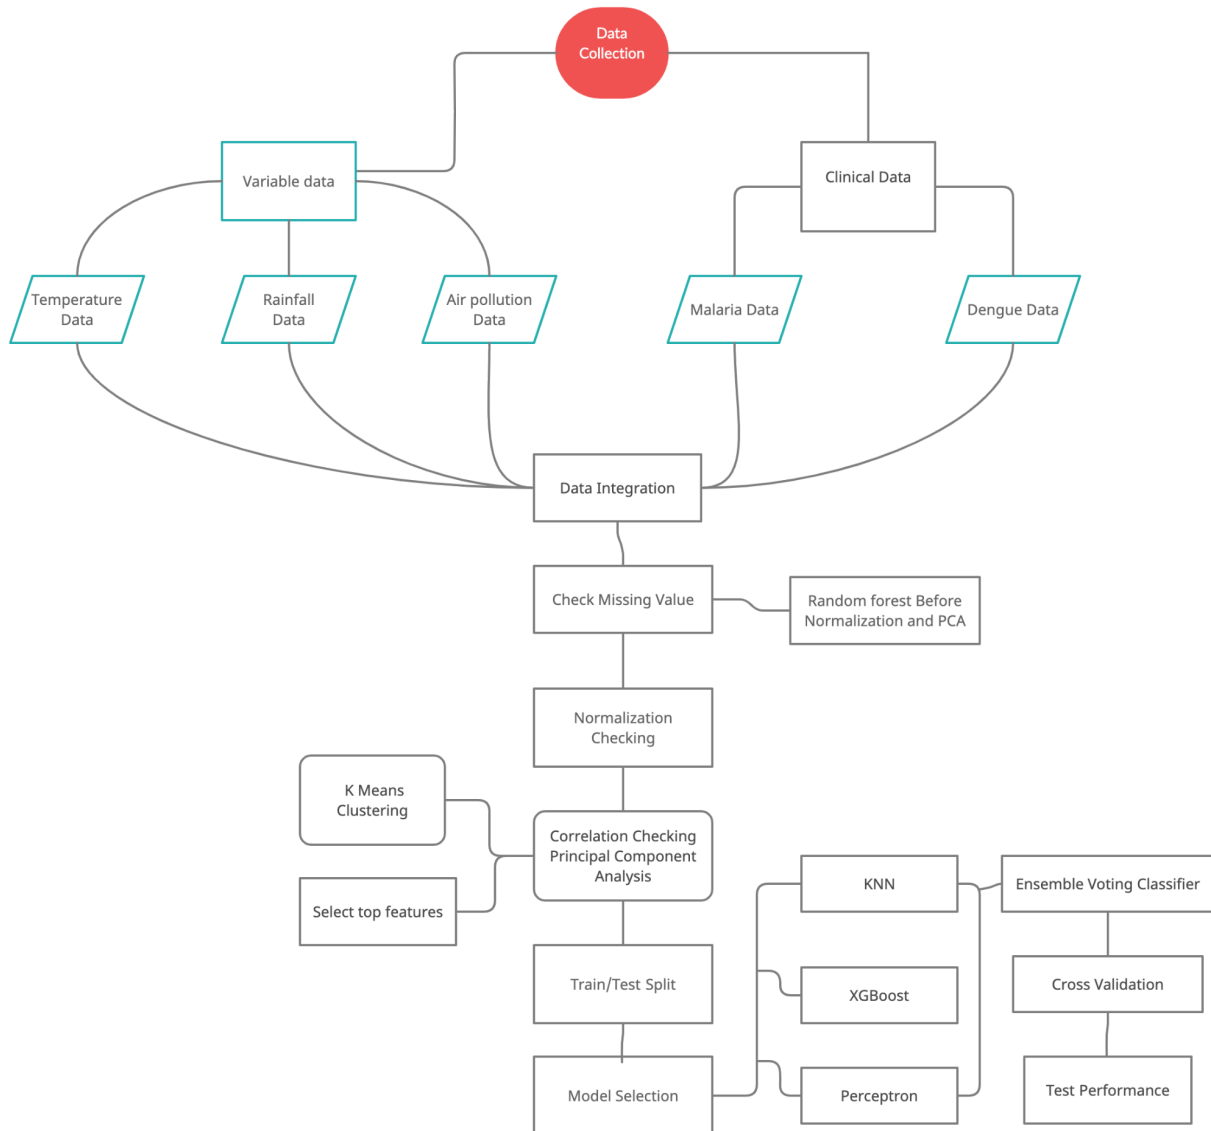 Data
Collection
Variable data
Clinical Data
Temperature
Data
Rainfall
Data
Air pollution
Data
Malaria Data
Dengue Data
Data Integration
Check Missing Value
Random forest Before
Normalization and PCA
Normalization
Checking
K Means
Clustering
Correlation Checking
Principal Component
Analysis
Select top features
KNN
Ensemble Voting Classifier
Train/Test Split
XGBoost
Cross Validation
Model Selection
Perceptron
Test Performance